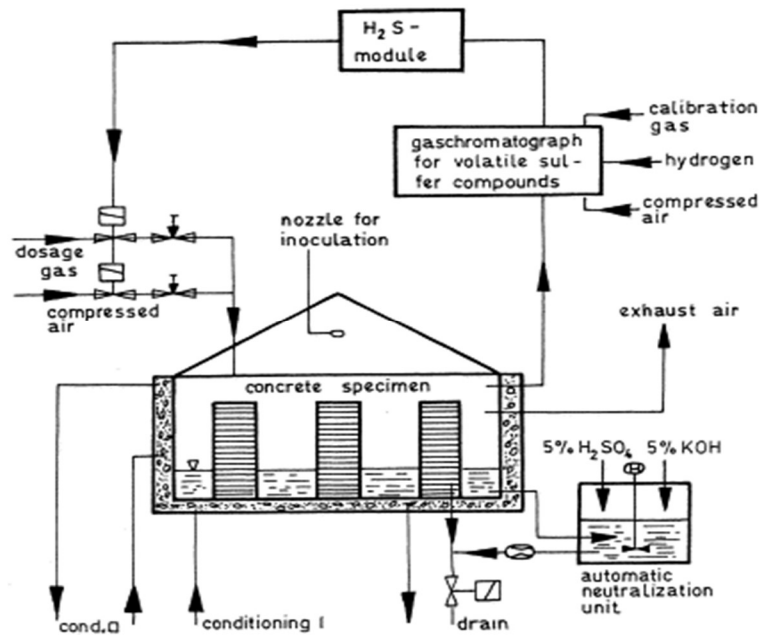 H₂S-
module
gaschromatograph
for volatile sul-
fer compounds
calibration
gas
hydrogen
compressed
air
nozzle for
inoculation
dosage
gas
compressed
air
exhaust air
concrete specimen
5% H₂SO₄ 5% KOH
automatic
neutralization
unit
cond.
conditioning I
drain